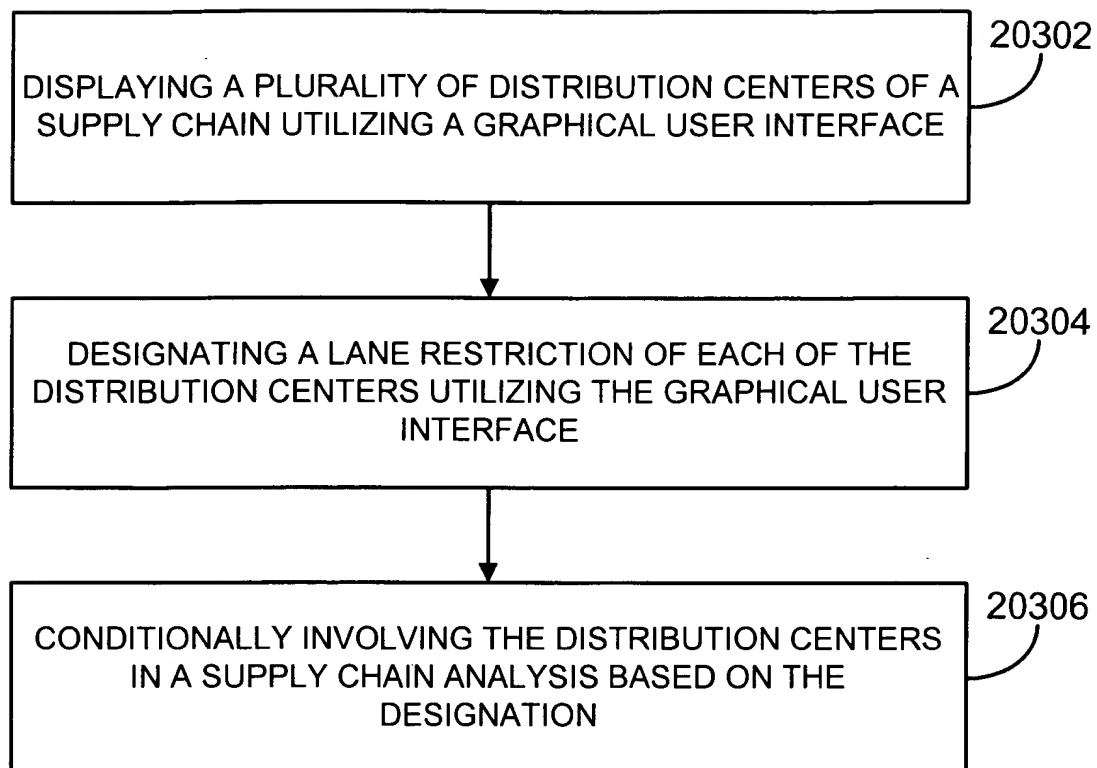 20302
DISPLAYING A PLURALITY OF DISTRIBUTION CENTERS OF A
SUPPLY CHAIN UTILIZING A GRAPHICAL USER INTERFACE
20304
DESIGNATING A LANE RESTRICTION OF EACH OF THE
DISTRIBUTION CENTERS UTILIZING THE GRAPHICAL USER
INTERFACE
20306
CONDITIONALLY INVOLVING THE DISTRIBUTION CENTERS
IN A SUPPLY CHAIN ANALYSIS BASED ON THE
DESIGNATION